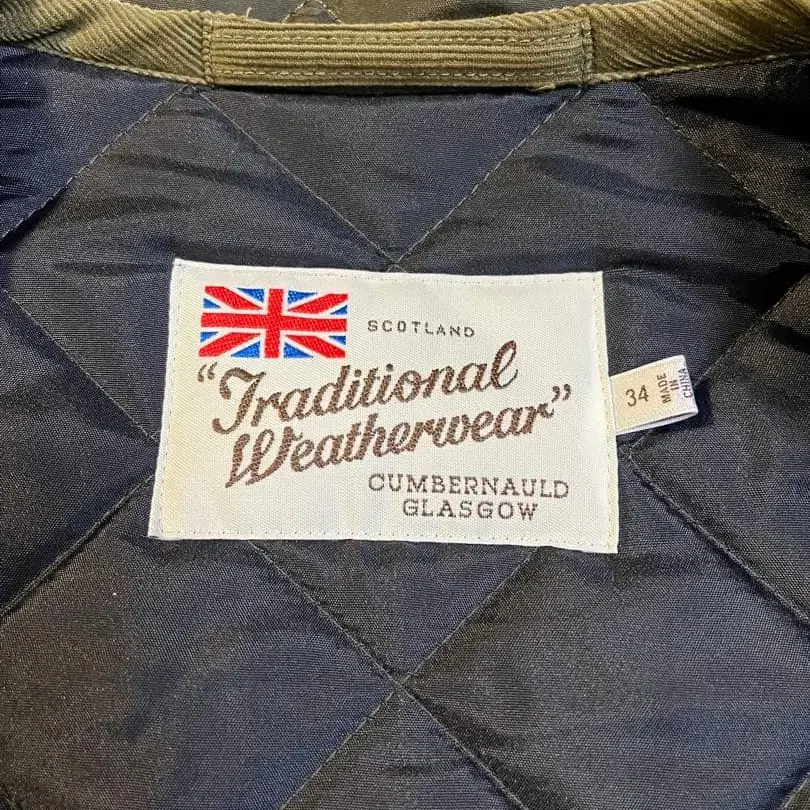 SCOTLAND
"Traditional
Weatherwear"
CUMBERNAULD
GLASGOW
34
MADE
IN
CHINA